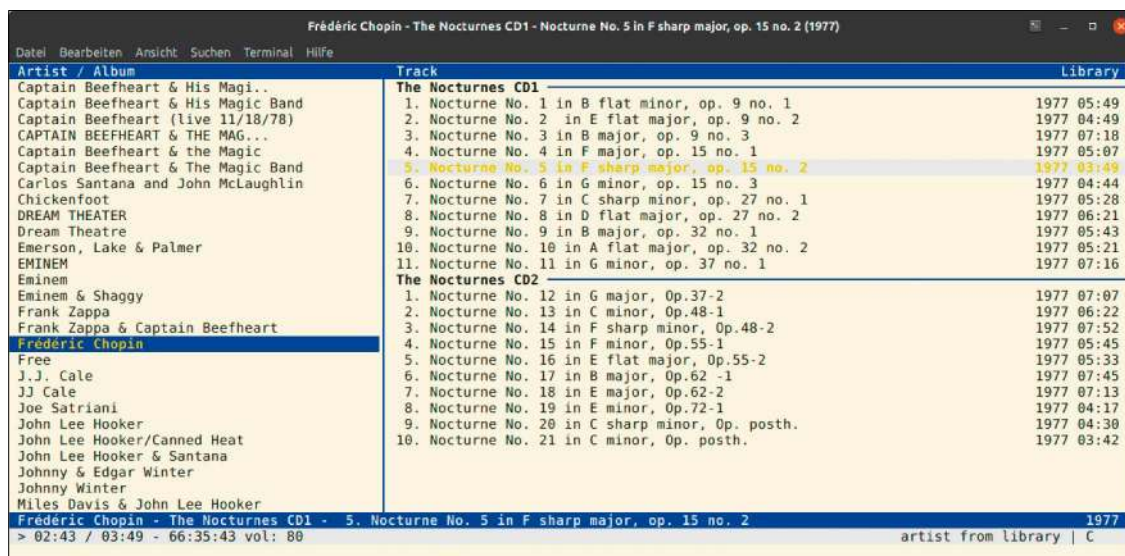 Frédéric Chopin - The Nocturnes CD1 - Nocturne No. 5 in F sharp major, op. 15 no. 2 (1977)
Datei Bearbeiten Ansicht Suchen Terminal Hilfe
Artist / Album
Captain Beefheart & His Magi..
Captain Beefheart & His Magic Band
Captain Beefheart (live 11/18/78)
CAPTAIN BEEFHEART & THE MAG...
Captain Beefheart & the Magic
Captain Beefheart & The Magic Band
Carlos Santana and John McLaughlin
Chickenfoot
DREAM THEATER
Dream Theatre
Emerson, Lake & Palmer
EMINEM
Eminem
Eminem & Shaggy
Frank Zappa
Frank Zappa & Captain Beefheart
Frédéric Chopin
Free
J.J. Cale
JJ Cale
Joe Satriani
John Lee Hooker
John Lee Hooker/Canned Heat
John Lee Hooker & Santana
Johnny & Edgar Winter
Johnny Winter
Miles Davis & John Lee Hooker
Track Library
The Nocturnes CD1
1. Nocturne No. 1 in B flat minor, op. 9 no. 1 1977 05:49
2. Nocturne No. 2  in E flat major, op. 9 no. 2 1977 04:49
3. Nocturne No. 3 in B major, op. 9 no. 3 1977 07:18
4. Nocturne No. 4 in F major, op. 15 no. 1 1977 05:07
5. Nocturne No. 5 in F sharp major, op. 15 no. 2 1977 03:49
6. Nocturne No. 6 in G minor, op. 15 no. 3 1977 04:44
7. Nocturne No. 7 in C sharp minor, op. 27 no. 1 1977 05:28
8. Nocturne No. 8 in D flat major, op. 27 no. 2 1977 06:21
9. Nocturne No. 9 in B major, op. 32 no. 1 1977 05:43
10. Nocturne No. 10 in A flat major, op. 32 no. 2 1977 05:21
11. Nocturne No. 11 in G minor, op. 37 no. 1 1977 07:16
The Nocturnes CD2
1. Nocturne No. 12 in G major, Op.37-2 1977 07:07
2. Nocturne No. 13 in C minor, Op.48-1 1977 06:22
3. Nocturne No. 14 in F sharp minor, Op.48-2 1977 07:52
4. Nocturne No. 15 in F minor, Op.55-1 1977 05:45
5. Nocturne No. 16 in E flat major, Op.55-2 1977 05:33
6. Nocturne No. 17 in B major, Op.62 -1 1977 07:45
7. Nocturne No. 18 in E major, Op.62-2 1977 07:13
8. Nocturne No. 19 in E minor, Op.72-1 1977 04:17
9. Nocturne No. 20 in C sharp minor, Op. posth. 1977 04:30
10. Nocturne No. 21 in C minor, Op. posth. 1977 03:42
Frédéric Chopin - The Nocturnes CD1 -  5. Nocturne No. 5 in F sharp major, op. 15 no. 2 1977
> 02:43 / 03:49 - 66:35:43 vol: 80 artist from library | C